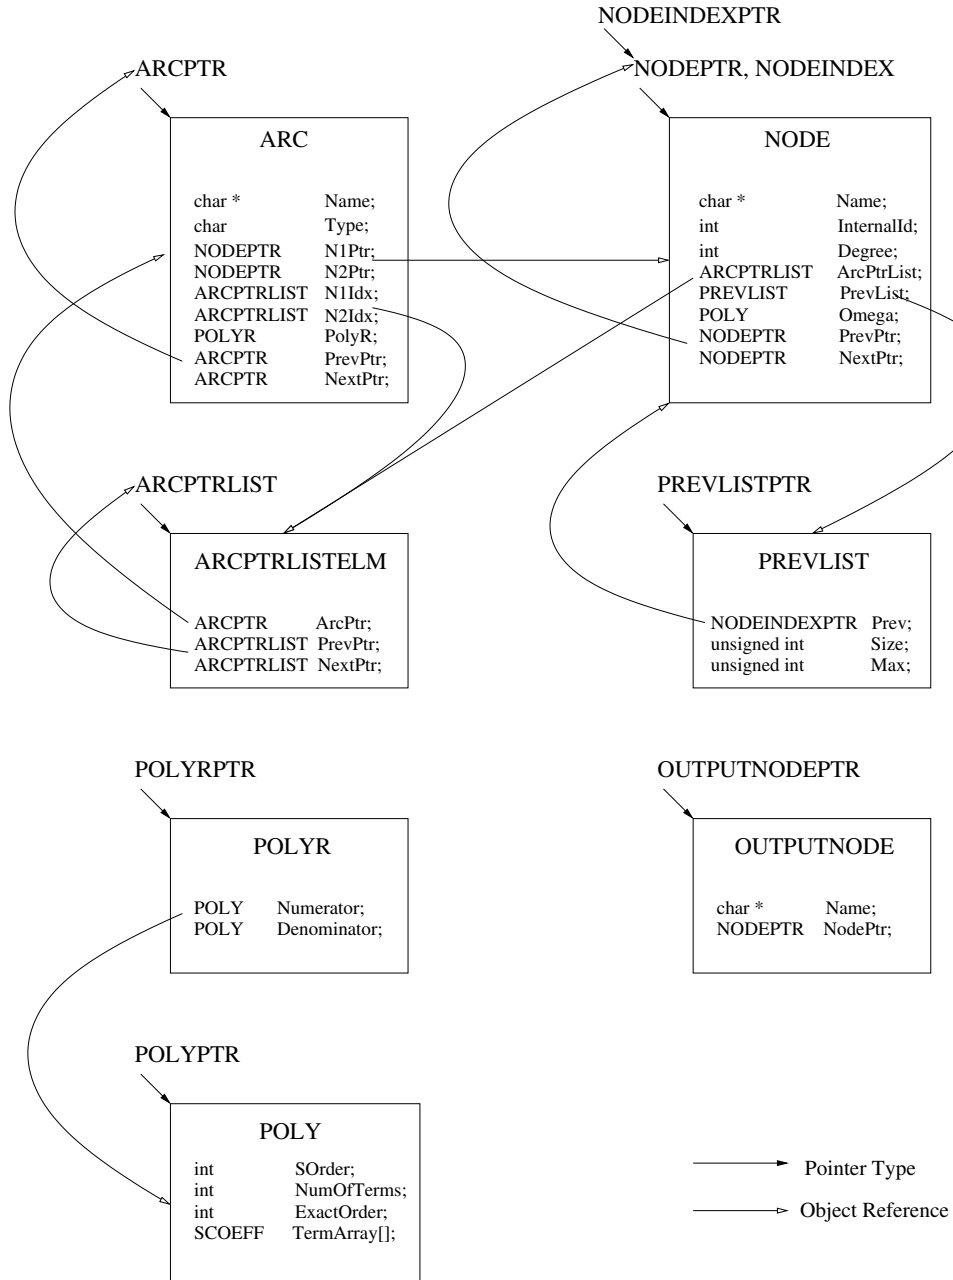 NODEINDEXPTR
ARCPTR
NODEPTR, NODEINDEX
ARC
char * Name;
char Type;
NODEPTR N1Ptr;
NODEPTR N2Ptr;
ARCPTRLIST N1Idx;
ARCPTRLIST N2Idx;
POLYR PolyR;
ARCPTR PrevPtr;
ARCPTR NextPtr;
NODE
char * Name;
int InternalId;
int Degree;
ARCPTRLIST ArcPtrList;
PREVLIST PrevList;
POLY Omega;
NODEPTR PrevPtr;
NODEPTR NextPtr;
ARCPTRLIST
ARCPTRLISTELM
ARCPTR ArcPtr;
ARCPTRLIST PrevPtr;
ARCPTRLIST NextPtr;
PREVLISTPTR
PREVLIST
NODEINDEXPTR Prev;
unsigned int Size;
unsigned int Max;
POLYRPTR
POLYR
POLY Numerator;
POLY Denominator;
OUTPUTNODEPTR
OUTPUTNODE
char * Name;
NODEPTR NodePtr;
POLYPTR
POLY
int SOrder;
int NumOfTerms;
int ExactOrder;
SCOEFF TermArray[];
Pointer Type
Object Reference